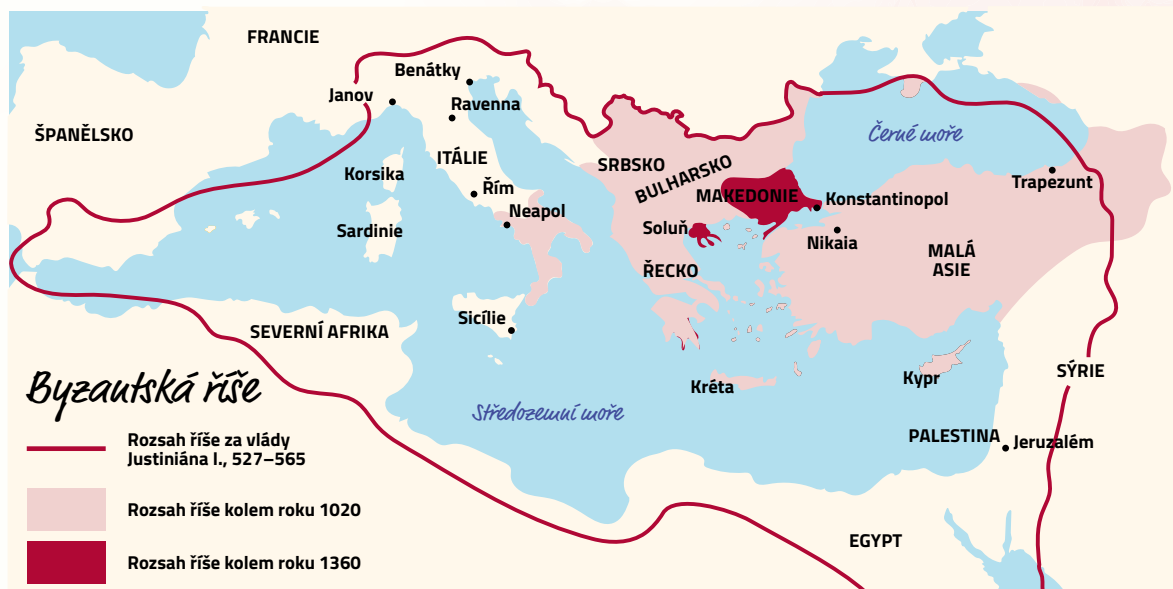 FRANCIE
Benátky
Janov
Ravenna
ŠPANĚLSKO
Černé moře
ITÁLIE
SRBSKO
Korsika
BULHARSKO
Trapezunt
Řím
MAKEDONIE
Konstantinopol
Neapol
Sardinie
Soluň
Nikaia
MALÁ
ASIE
ŘECKO
Sicílie
SEVERNÍ AFRIKA
Kypr
SÝRIE
Kréta
Středozemní moře
PALESTINA
Jeruzalém
EGYPT
Byzantská říše
Rozsah říše za vlády
Justiniána I., 527–565
Rozsah říše kolem roku 1020
Rozsah říše kolem roku 1360